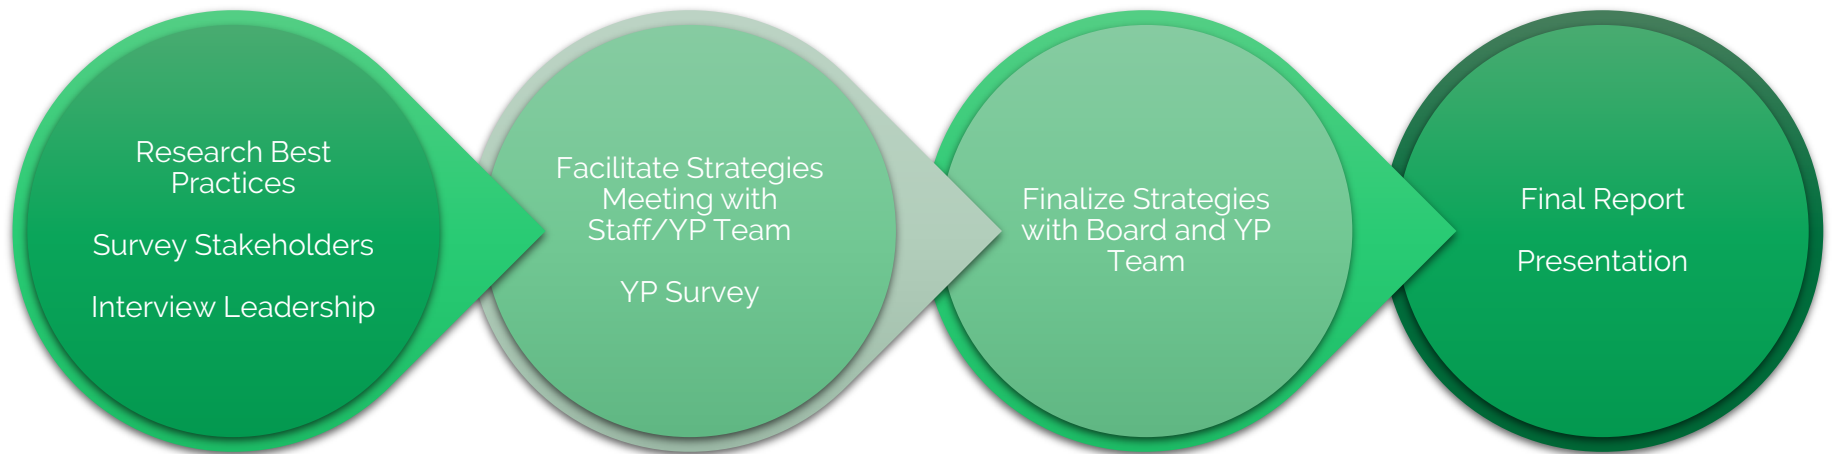 Research Best
Practices
Survey Stakeholders
Interview Leadership
Facilitate Strategies
Meeting with
Staff/YP Team
YP Survey
Finalize Strategies
with Board and YP
Team
Final Report
Presentation